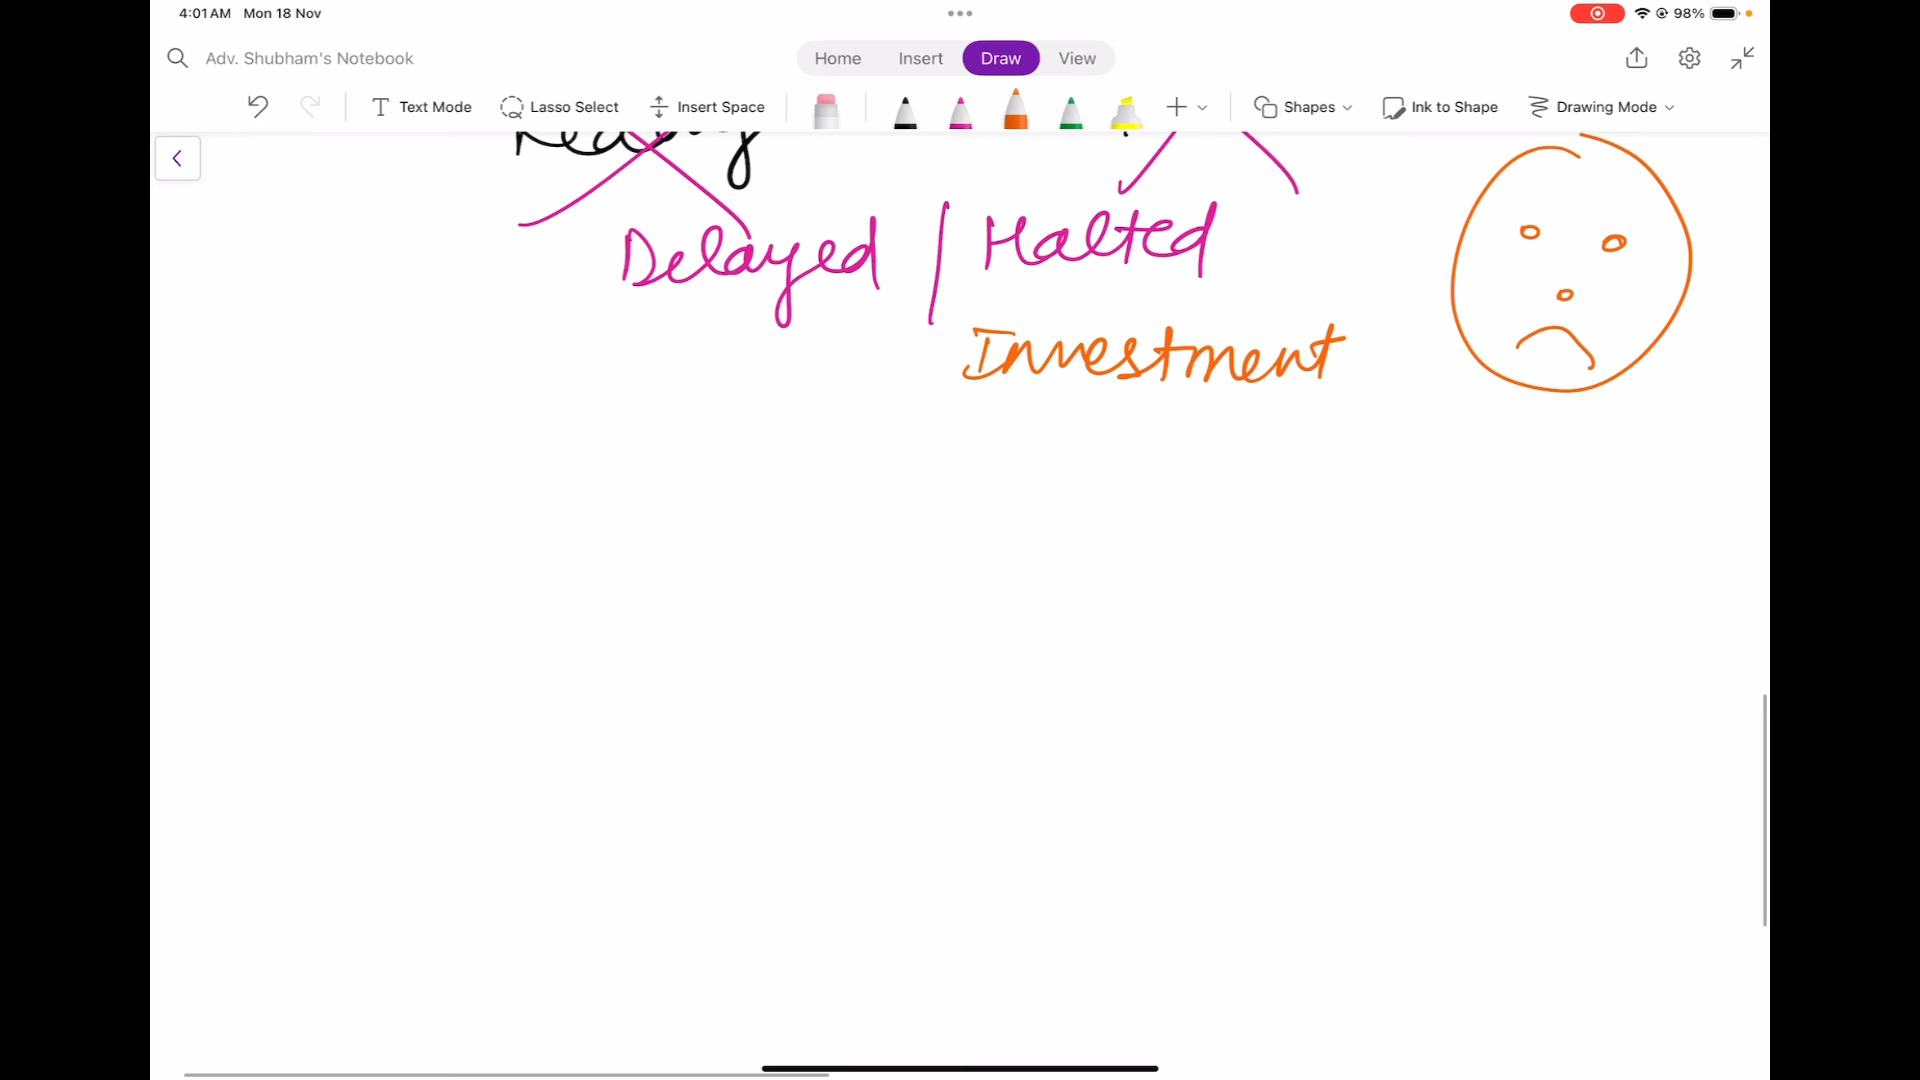 4:01 AM Mon 18 Nov 98%
Adv. Shubham's Notebook Home Insert Draw View
Text Mode Lasso Select Insert Space Shapes Ink to Shape Drawing Mode
Delayed / Halted
Investment